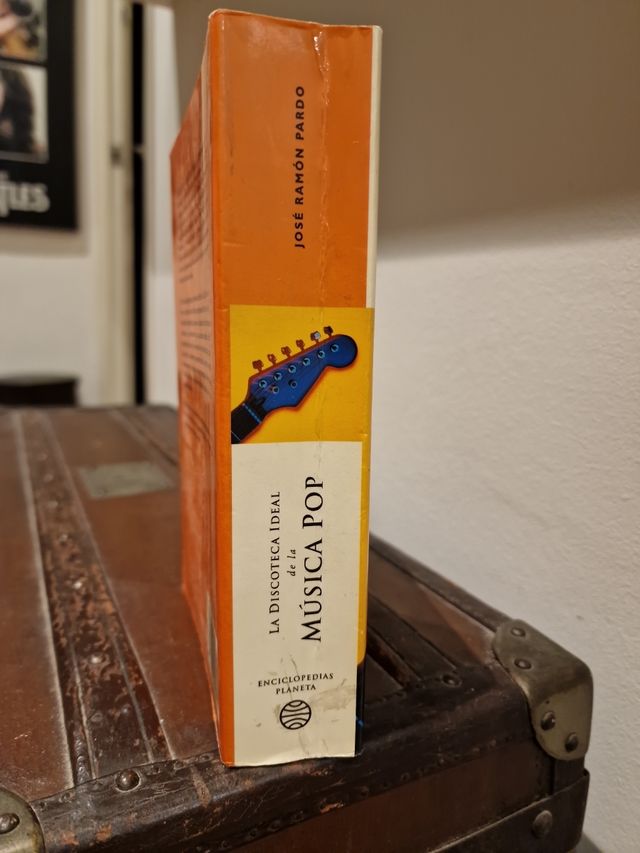 JOSÉ RAMÓN PARDO
LA DISCOTECA IDEAL
de la
MÚSICA POP
ENCICLOPEDIAS
PLANETA